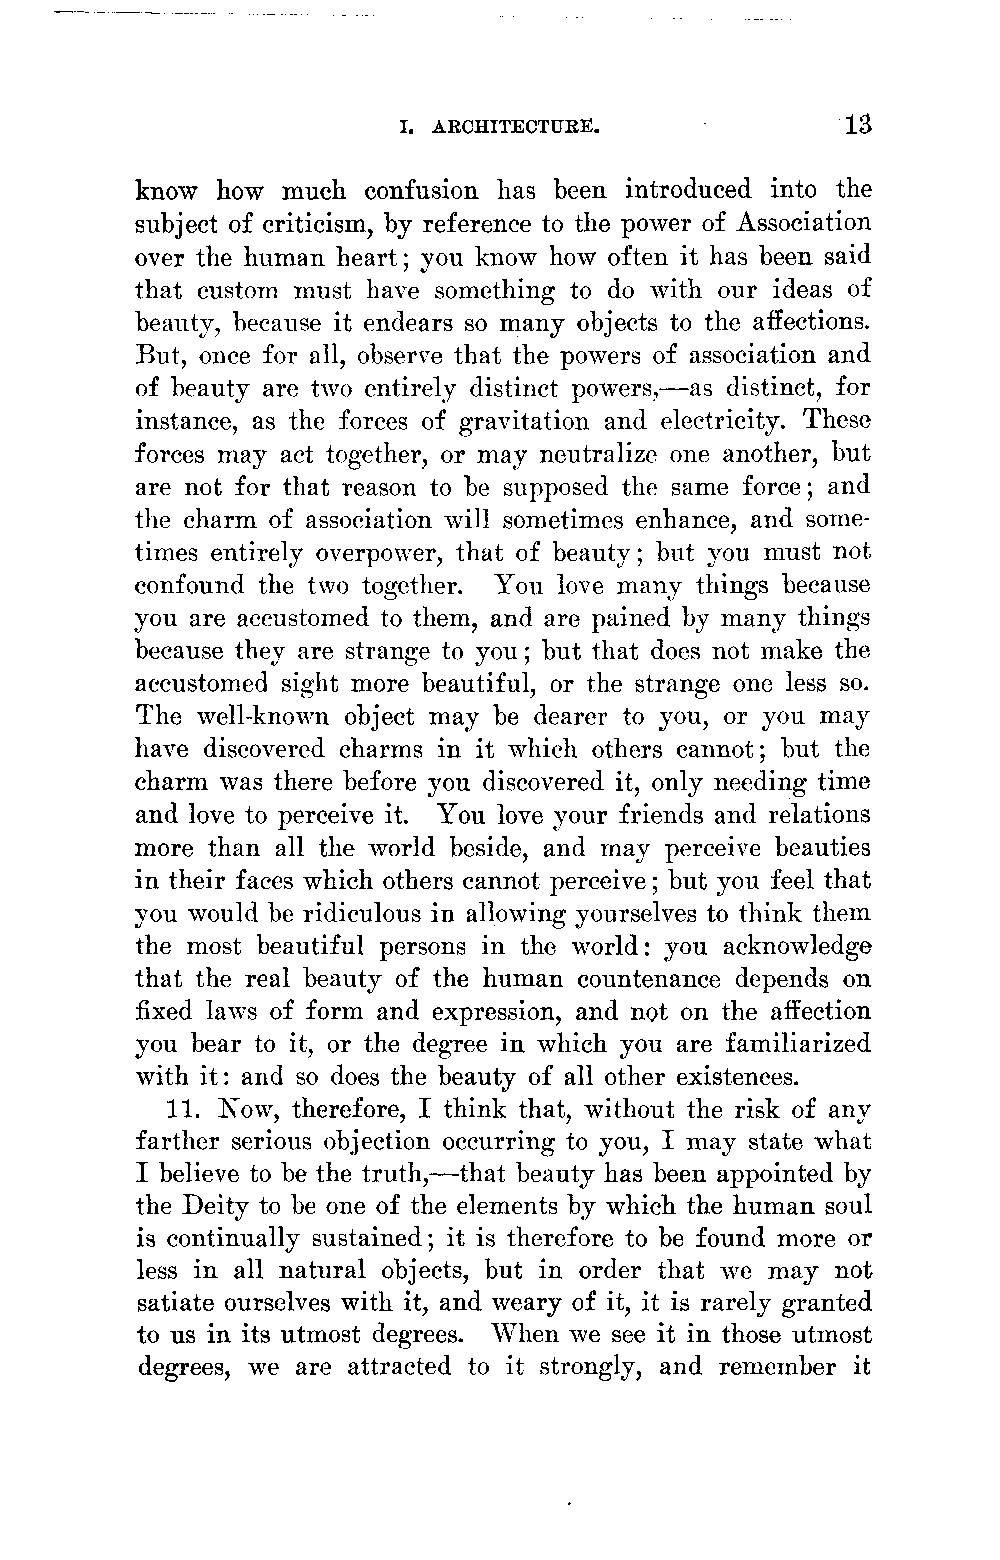 I. ARCHITECTURE. 13
know how much confusion has been introduced into the
subject of criticism, by reference to the power of Association
over the human heart; you know how often it has been said
that custom must have something to do with our ideas of
beauty, because it endears so many objects to the affections.
But, once for all, observe that the powers of association and
of beauty are two entirely distinct powers,—as distinct, for
instance, as the forces of gravitation and electricity. These
forces may act together, or may neutralize one another, but
are not for that reason to be supposed the same force; and
the charm of association will sometimes enhance, and some-
times entirely overpower, that of beauty; but you must not
confound the two together. You love many things because
you are accustomed to them, and are pained by many things
because they are strange to you; but that does not make the
accustomed sight more beautiful, or the strange one less so.
The well-known object may be dearer to you, or you may
have discovered charms in it which others cannot; but the
charm was there before you discovered it, only needing time
and love to perceive it. You love your friends and relations
more than all the world beside, and may perceive beauties
in their faces which others cannot perceive; but you feel that
you would be ridiculous in allowing yourselves to think them
the most beautiful persons in the world: you acknowledge
that the real beauty of the human countenance depends on
fixed laws of form and expression, and not on the affection
you bear to it, or the degree in which you are familiarized
with it: and so does the beauty of all other existences.
11. Now, therefore, I think that, without the risk of any
farther serious objection occurring to you, I may state what
I believe to be the truth,—that beauty has been appointed by
the Deity to be one of the elements by which the human soul
is continually sustained; it is therefore to be found more or
less in all natural objects, but in order that we may not
satiate ourselves with it, and weary of it, it is rarely granted
to us in its utmost degrees. When we see it in those utmost
degrees, we are attracted to it strongly, and remember it